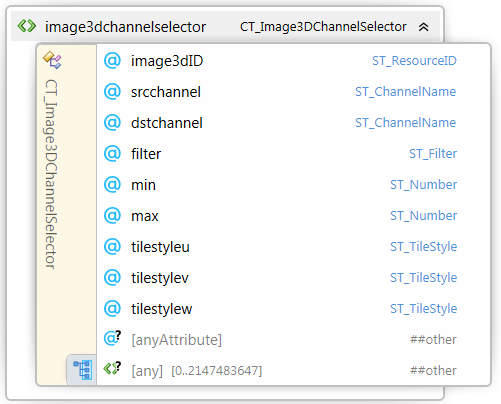 image3dchannelselector CT_Image3DChannelSelector
CT_Image3DChannelSelector
@ image3dID ST_ResourceID
@ srcchannel ST_ChannelName
@ dstchannel ST_ChannelName
@ filter ST_Filter
@ min ST_Number
@ max ST_Number
@ tilestyleu ST_TileStyle
@ tilestylev ST_TileStyle
@ tilestylew ST_TileStyle
@? [anyAttribute] ##other
[any] [0..2147483647] ##other